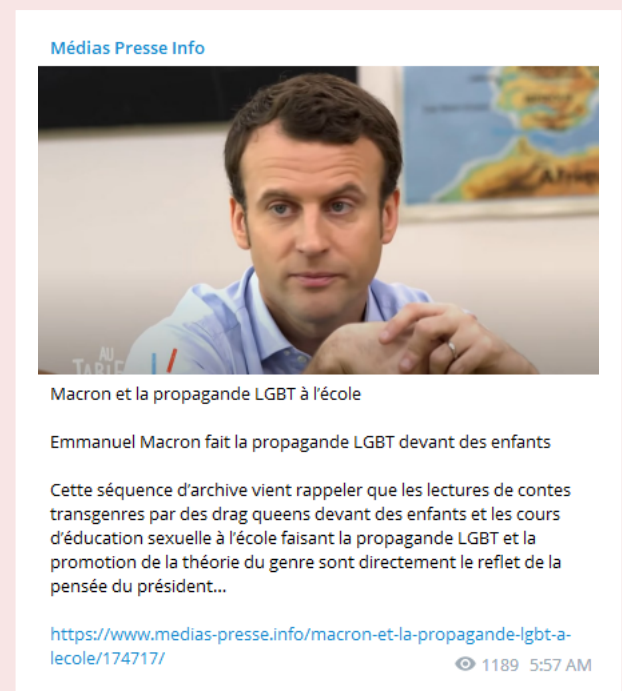 Médias Presse Info
Afriq
AU
TABLE
Macron et la propagande LGBT à l'école
Emmanuel Macron fait la propagande LGBT devant des enfants
Cette séquence d'archive vient rappeler que les lectures de contes
transgenres par des drag queens devant des enfants et les cours
d'éducation sexuelle à l'école faisant la propagande LGBT et la
promotion de la théorie du genre sont directement le reflet de la
pensée du président...
https://www.medias-presse.info/macron-et-la-propagande-lgbt-a-
lecole/174717/
1189 5:57 AM